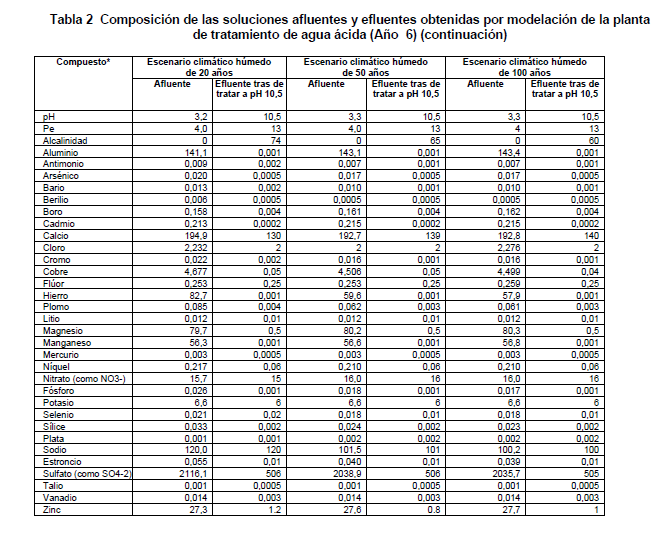 Tabla 2 Composición de las soluciones afluentes y efluentes obtenidas por modelación de la planta
de tratamiento de agua ácida (Año 6) (continuación)
Compuesto* Escenario climático húmedo de 20 años Escenario climático húmedo de 50 años Escenario climático húmedo de 100 años
Afluente Efluente tras de tratar a pH 10,5 Afluente Efluente tras de tratar a pH 10,5 Afluente Efluente tras de tratar a pH 10,5
pH 3,2 10,5 3,3 10,5 3,3 10,5
Pe 4,0 13 4,0 13 4 13
Alcalinidad 0 74 0 65 0 60
Aluminio 141,1 0,001 143,1 0,001 143,4 0,001
Antimonio 0,009 0,002 0,007 0,001 0,007 0,001
Arsénico 0,020 0,0005 0,017 0,0005 0,017 0,0005
Bario 0,013 0,002 0,010 0,001 0,010 0,001
Berilio 0,006 0,0005 0,0005 0,0005 0,0005 0,0005
Boro 0,158 0,004 0,161 0,004 0,162 0,004
Cadmio 0,213 0,0002 0,215 0,0002 0,215 0,0002
Calcio 194,9 130 192,7 139 192,8 140
Cloro 2,232 2 2 2,276 2
Cromo 0,022 0,002 0,016 0,001 0,016 0,001
Cobre 4,677 0,05 4,506 0,05 4,499 0,04
Flúor 0,253 0,25 0,253 0,25 0,259 0,25
Hierro 82,7 0,001 59,6 0,001 57,9 0,001
Plomo 0,085 0,004 0,062 0,003 0,061 0,003
Litio 0,012 0,01 0,012 0,01 0,012 0,01
Magnesio 79,7 0,5 80,2 0,5 80,3 0,5
Manganeso 56,3 0,001 56,6 0,001 56,8 0,001
Mercurio 0,003 0,0005 0,003 0,0005 0,003 0,0005
Níquel 0,217 0,06 0,210 0,06 0,210 0,06
Nitrato (como NO3-) 15,7 15 16,0 16 16,0 16
Fósforo 0,026 0,001 0,018 0,001 0,017 0,001
Potasio 6,6 6 6,6 6 6,6 6
Selenio 0,021 0,02 0,018 0,01 0,018 0,01
Sílice 0,033 0,002 0,024 0,002 0,023 0,002
Plata 0,001 0,001 0,002 0,002 0,002 0,002
Sodio 120,0 120 101,5 101 100,2 100
Estroncio 0,055 0,01 0,040 0,01 0,039 0,01
Sulfato (como SO4-2) 2116,1 506 2038,9 506 2035,7 505
Talio 0,001 0,0005 0,001 0,0005 0,001 0,0005
Vanadio 0,014 0,003 0,014 0,003 0,014 0,003
Zinc 27,3 1.2 27,6 0.8 27,7 1